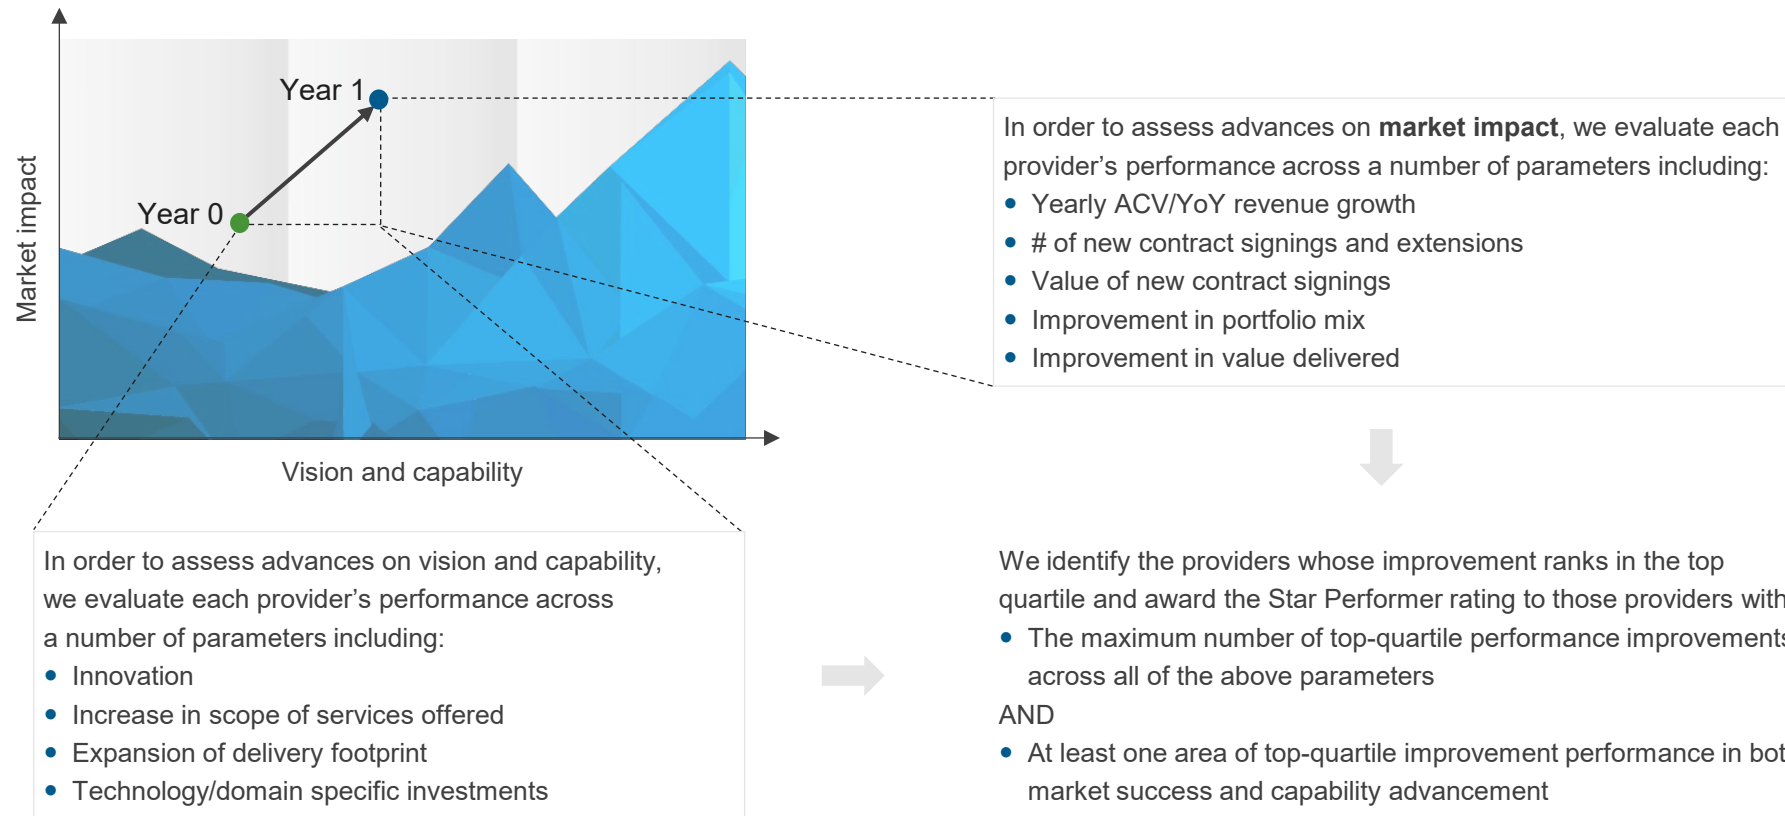 Year 1
Year 0
Market impact
Vision and capability
In order to assess advances on market impact, we evaluate each
provider’s performance across a number of parameters including:
• Yearly ACV/YoY revenue growth
• # of new contract signings and extensions
• Value of new contract signings
• Improvement in portfolio mix
• Improvement in value delivered
In order to assess advances on vision and capability,
we evaluate each provider’s performance across
a number of parameters including:
• Innovation
• Increase in scope of services offered
• Expansion of delivery footprint
• Technology/domain specific investments
We identify the providers whose improvement ranks in the top
quartile and award the Star Performer rating to those providers with
• The maximum number of top-quartile performance improvements
across all of the above parameters
AND
• At least one area of top-quartile improvement performance in bot
market success and capability advancement